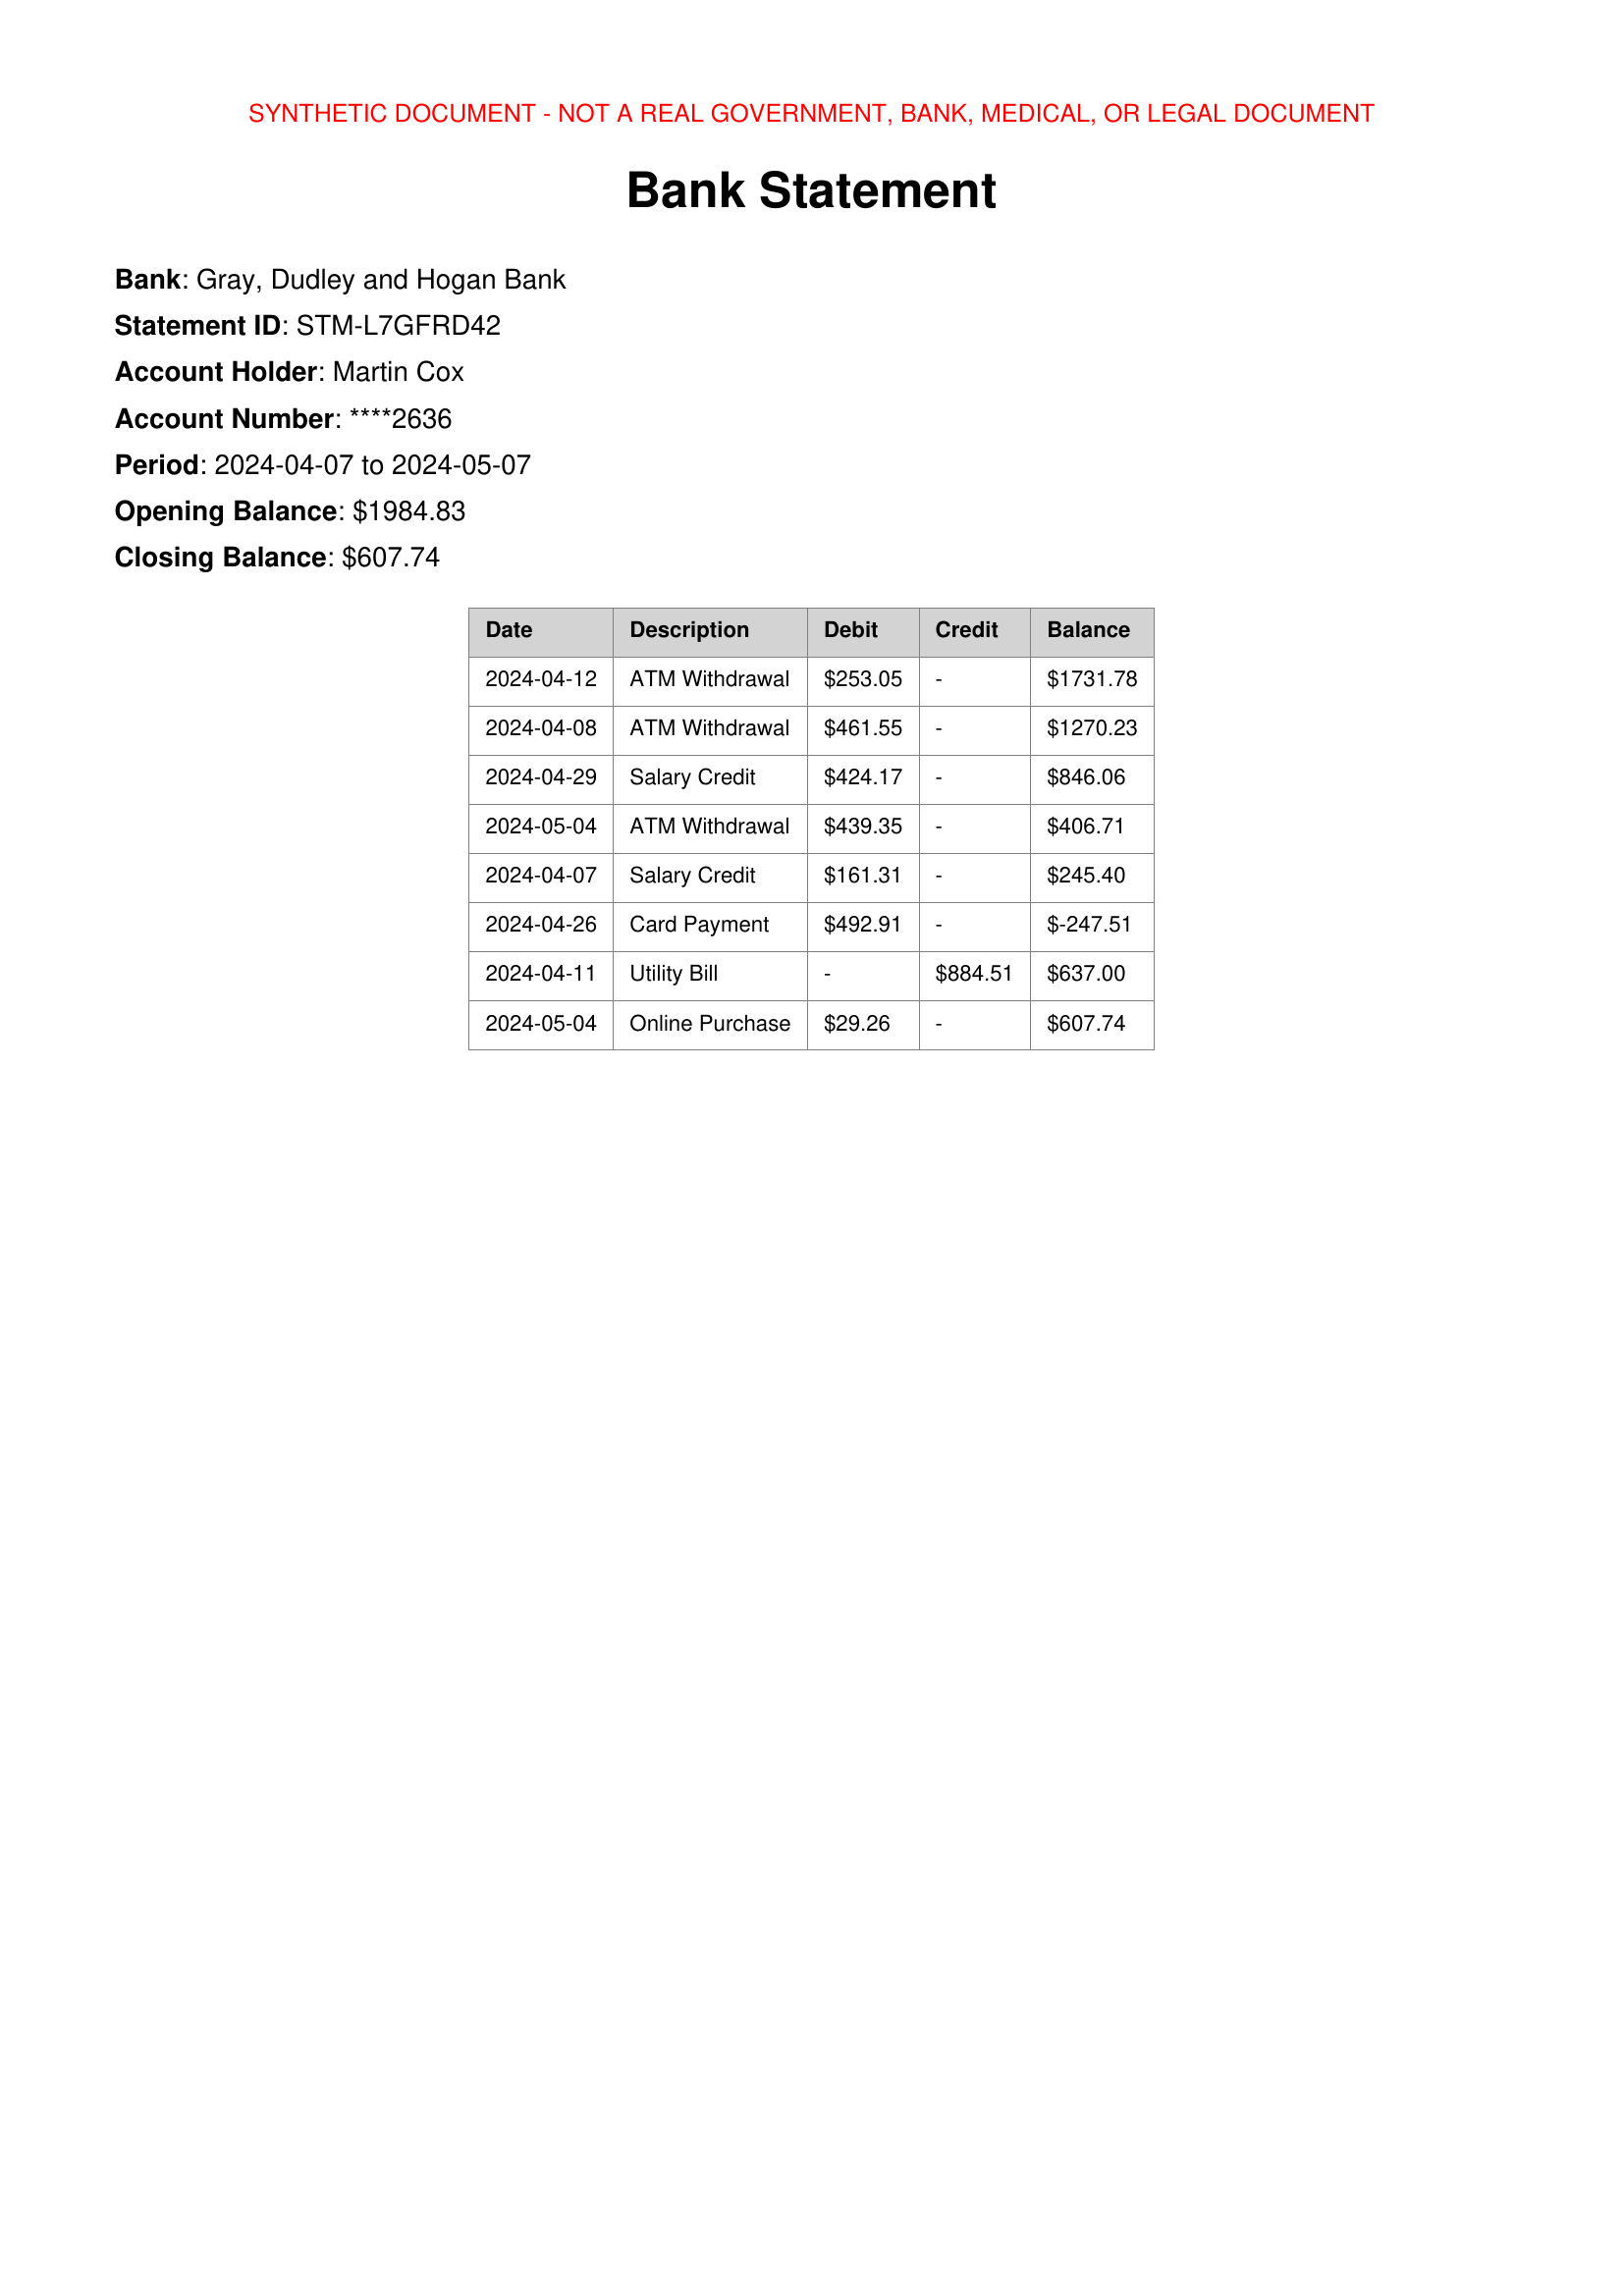 SYNTHETIC DOCUMENT - NOT A REAL GOVERNMENT, BANK, MEDICAL, OR LEGAL DOCUMENT
Bank Statement
Bank: Gray, Dudley and Hogan Bank
Statement ID: STM-L7GFRD42
Account Holder: Martin Cox
Account Number: ****2636
Period: 2024-04-07 to 2024-05-07
Opening Balance: $1984.83
Closing Balance: $607.74
Date Description Debit Credit Balance
2024-04-12 ATM Withdrawal $253.05 - $1731.78
2024-04-08 ATM Withdrawal $461.55 - $1270.23
2024-04-29 Salary Credit $424.17 - $846.06
2024-05-04 ATM Withdrawal $439.35 - $406.71
2024-04-07 Salary Credit $161.31 - $245.40
2024-04-26 Card Payment $492.91 - $-247.51
2024-04-11 Utility Bill - $884.51 $637.00
2024-05-04 Online Purchase $29.26 - $607.74